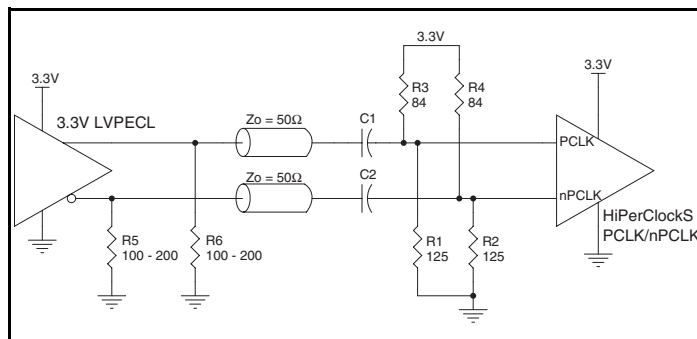 3.3V
3.3V
3.3V
R3
84
R4
84
3.3V LVPECL
Zo = 50Ω
C1
PCLK
Zo = 50Ω
C2
nPCLK
HiPerClockS
PCLK/nPCLK
R5
100 - 200
R6
100 - 200
R1
125
R2
125